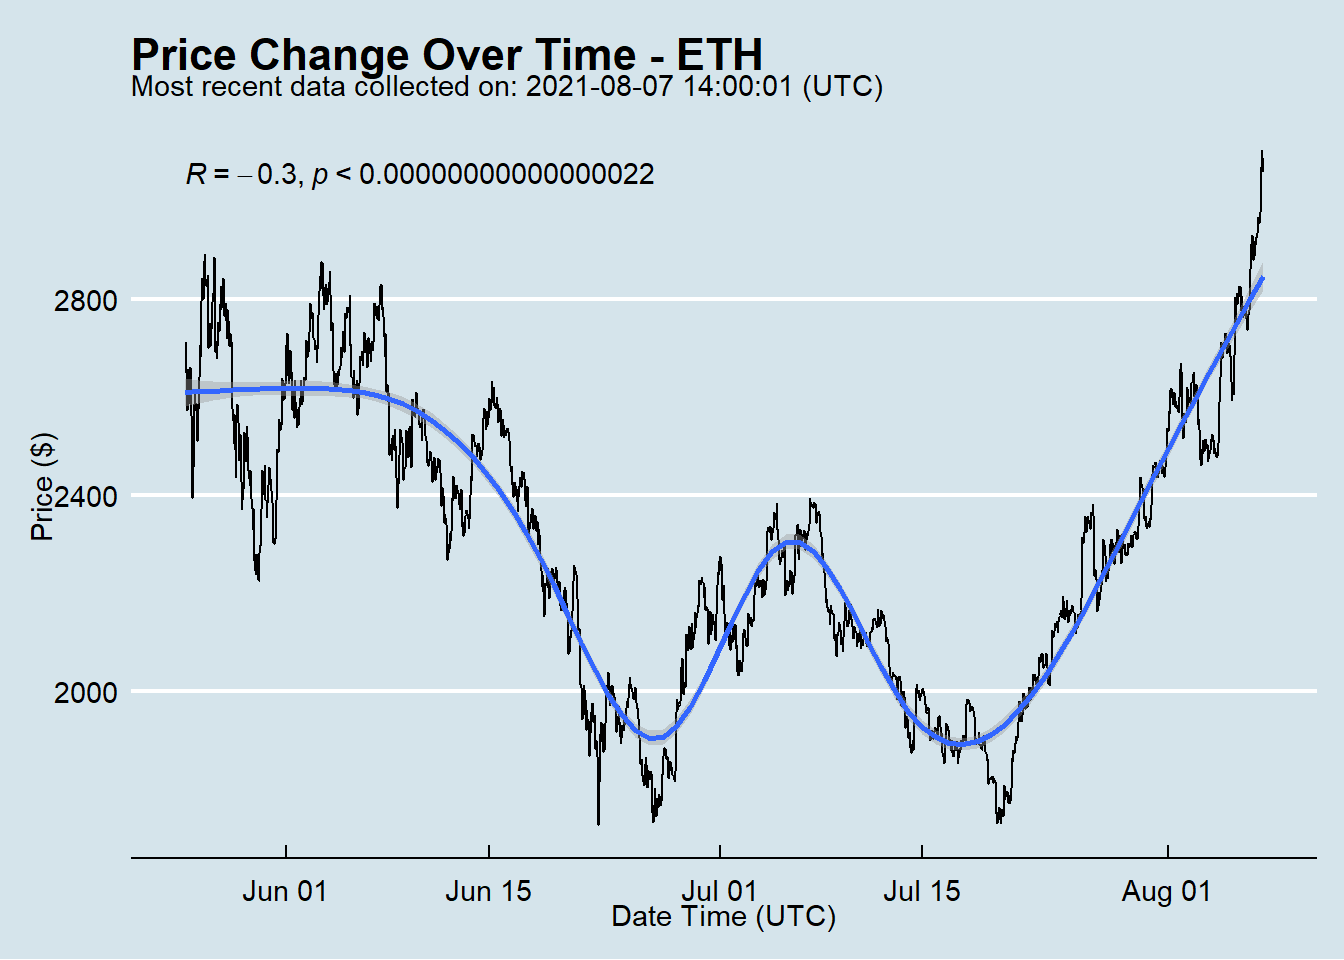 Price Change Over Time - ETH
Most recent data collected on: 2021-08-07 14:00:01 (UTC)
R = −0.3, p < 0.00000000000000022
2800
2400
2000
Price ($)
Jun 01 Jun 15 Jul 01 Jul 15 Aug 01
Date Time (UTC)